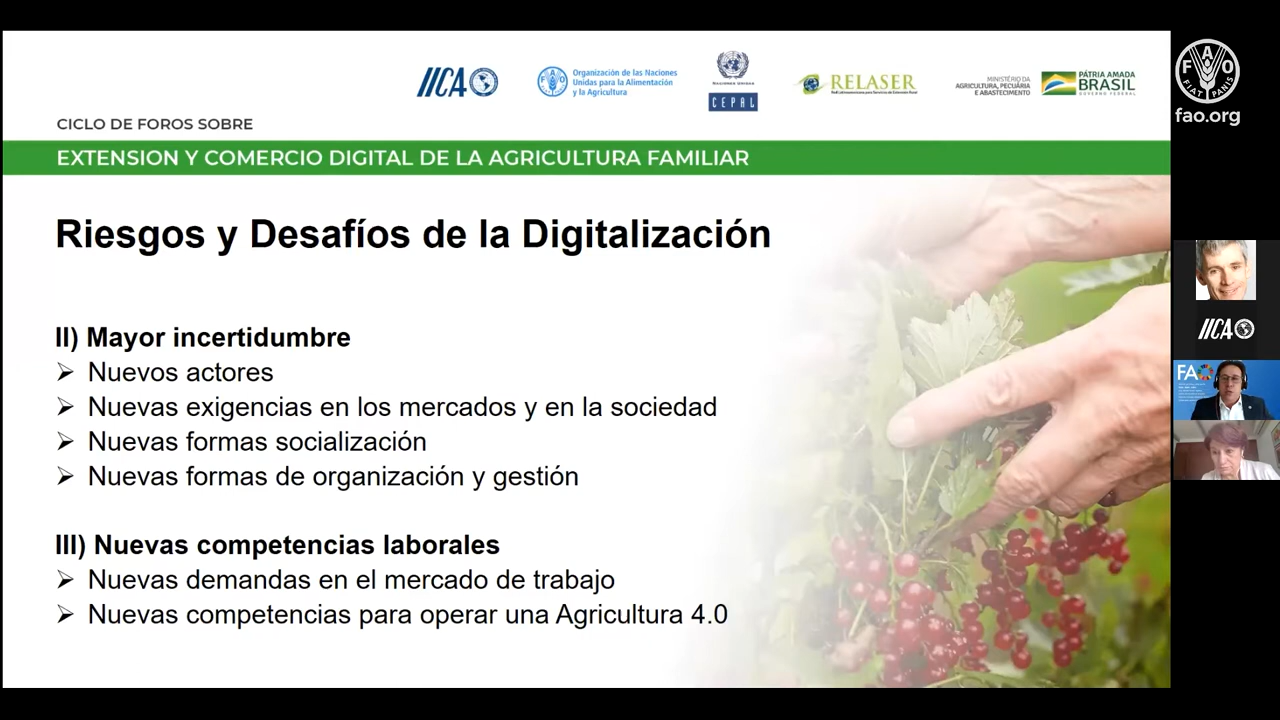 IICA
FAO
FIAT PANIS
Organización de las Naciones
Unidas para la Alimentación
y la Agricultura
NACIONES UNIDAS
CEPAL
RELASER
MINISTÉRIO DA
AGRICULTURA, PECUÁRIA
E ABASTECIMENTO
PÁTRIA AMADA
BRASIL
GOVERNO FEDERAL
fao.org
CICLO DE FOROS SOBRE
EXTENSION Y COMERCIO DIGITAL DE LA AGRICULTURA FAMILIAR
Riesgos y Desafíos de la Digitalización
II) Mayor incertidumbre
➢ Nuevos actores
➢ Nuevas exigencias en los mercados y en la sociedad
➢ Nuevas formas socialización
➢ Nuevas formas de organización y gestión
III) Nuevas competencias laborales
➢ Nuevas demandas en el mercado de trabajo
➢ Nuevas competencias para operar una Agricultura 4.0
IICA
FAO